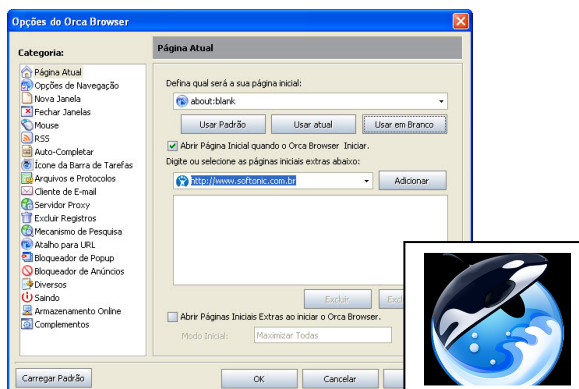 Opções do Orca Browser
Categoria:
Página Atual
Opções de Navegação
Nova Janela
Fechar Janelas
Mouse
RSS
Auto-Completar
Ícone da Barra de Tarefas
Arquivos e Protocolos
Cliente de E-mail
Servidor Proxy
Excluir Registros
Mecanismo de Pesquisa
Atalho para URL
Bloqueador de Popup
Bloqueador de Anúncios
Diversos
Saindo
Armazenamento Online
Complementos
Página Atual
Defina qual será a sua página inicial:
about:blank
Usar Padrão Usar atual Usar em Branco
Abrir Página Inicial quando o Orca Browser Iniciar.
Digite ou selecione as páginas iniciais extras abaixo:
http://www.softonic.com.br Adicionar
Excluir
Abrir Páginas Iniciais Extras ao iniciar o Orca Browser.
Modo Inicial: Maximizar Todas
Carregar Padrão OK Cancelar